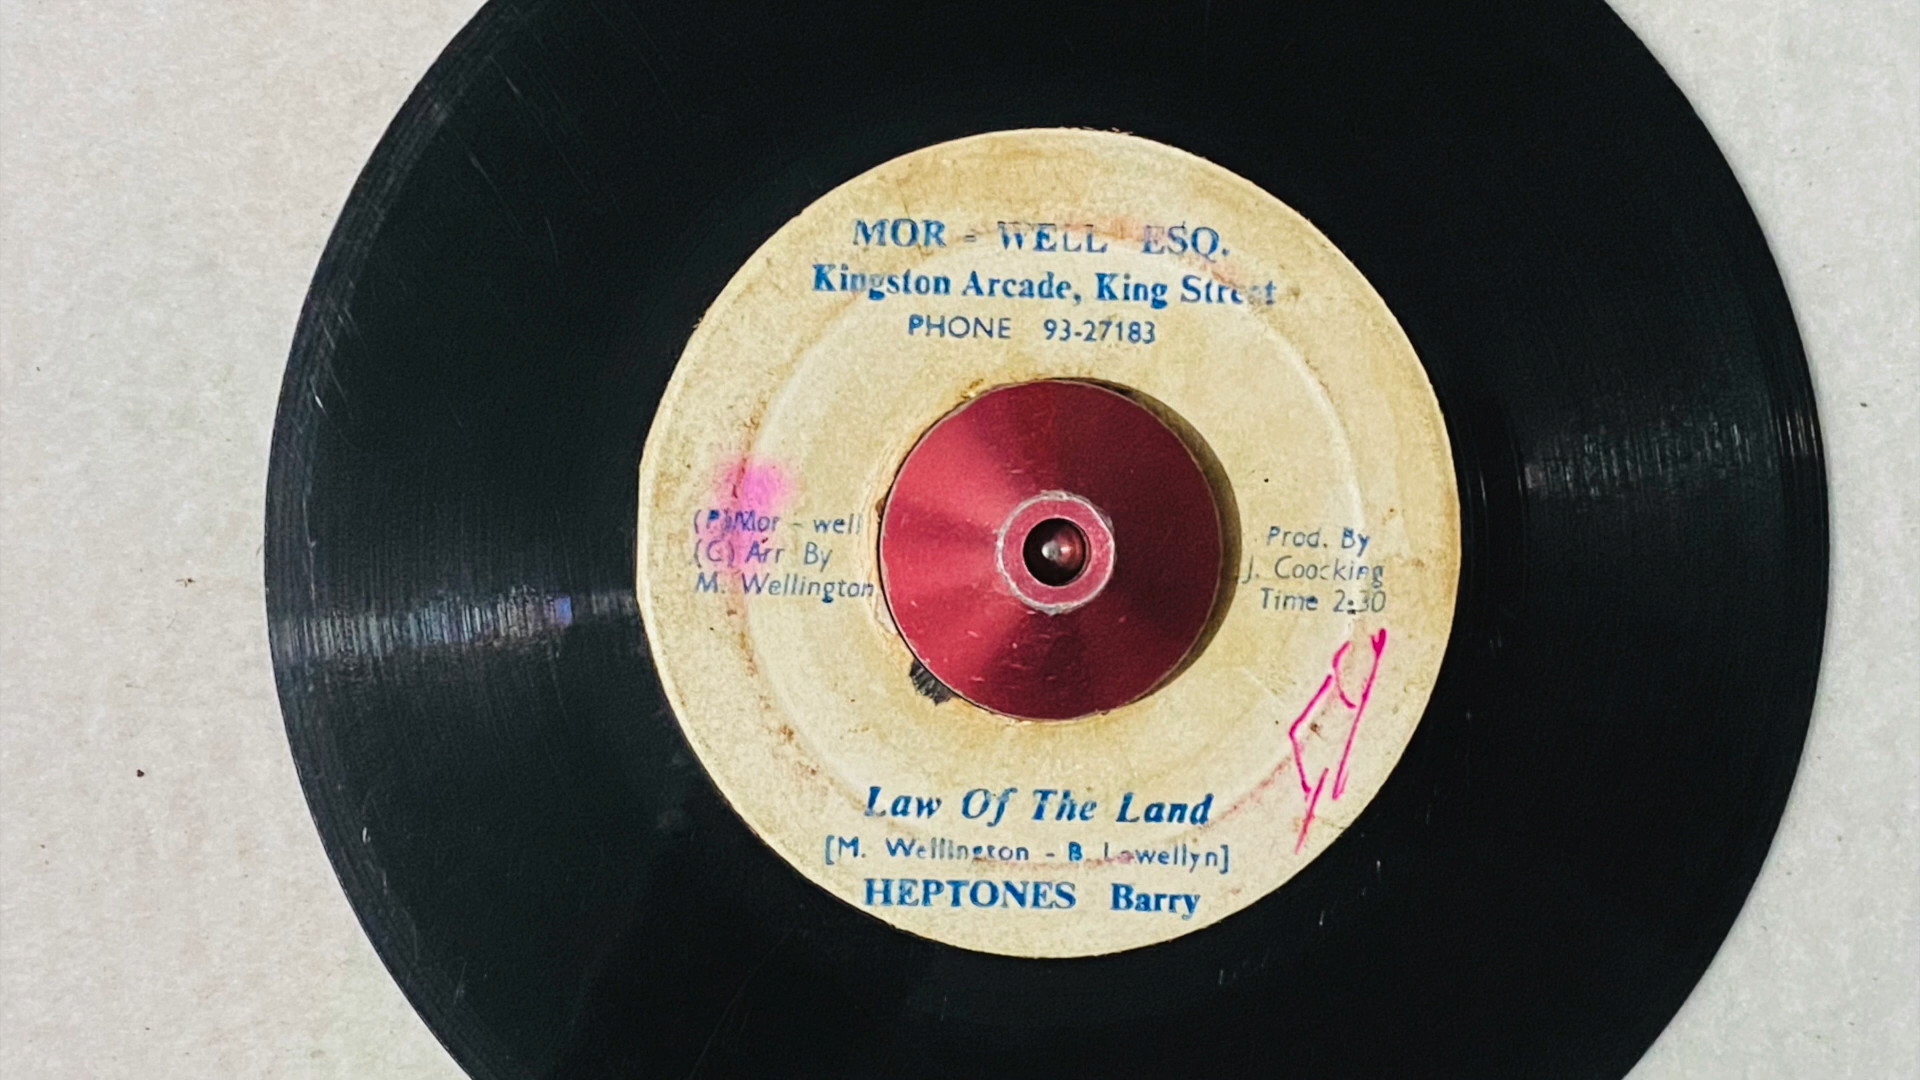 MOR - WELL ESQ.
Kingston Arcade, King Street
PHONE 93-27183
(P) Mor - well
(C) Arr By
M. Wellington
Prod. By
J. Coocking
Time 2:30
Law Of The Land
[M. Wellington - B. Lewellyn]
HEPTONES Barry